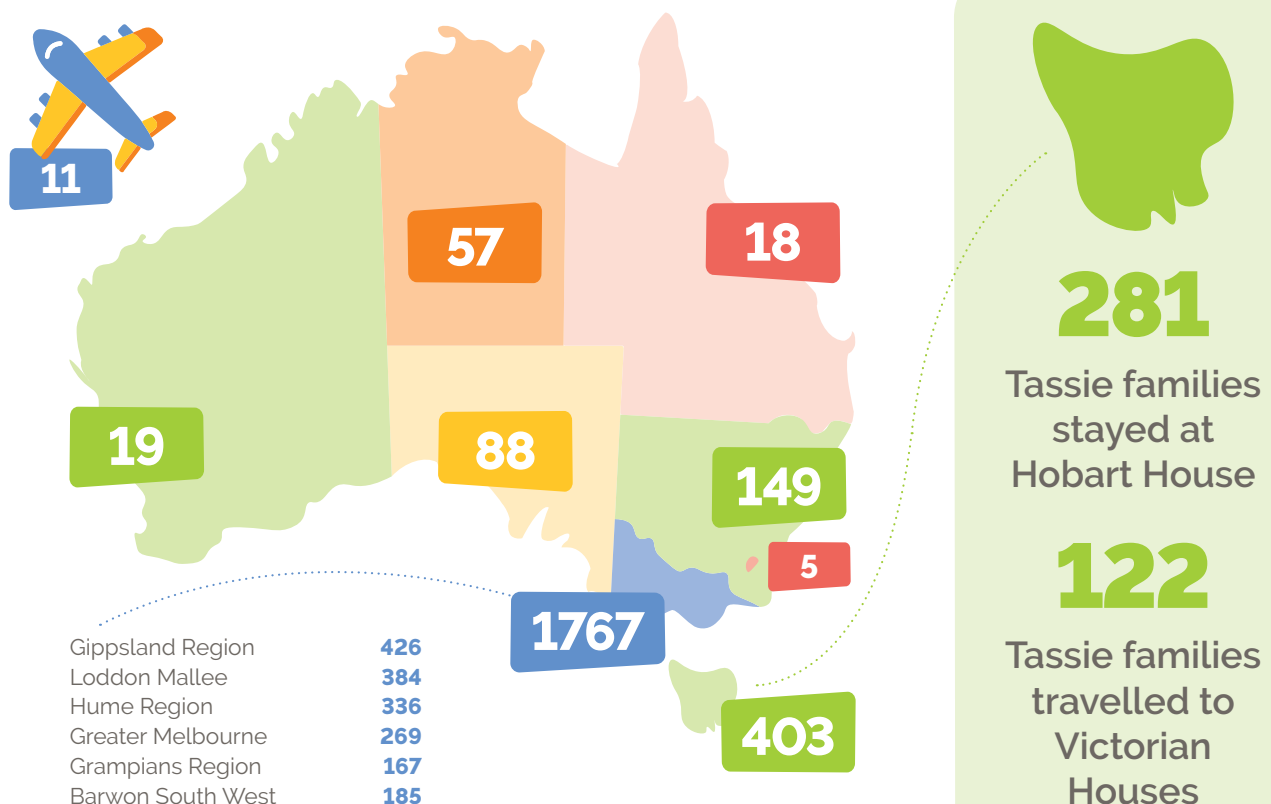 11
57
18
19
88
149
5
1767
403
Gippsland Region 426
Loddon Mallee 384
Hume Region 336
Greater Melbourne 269
Grampians Region 167
Barwon South West 185
281
Tassie families
stayed at
Hobart House
122
Tassie families
travelled to
Victorian
Houses